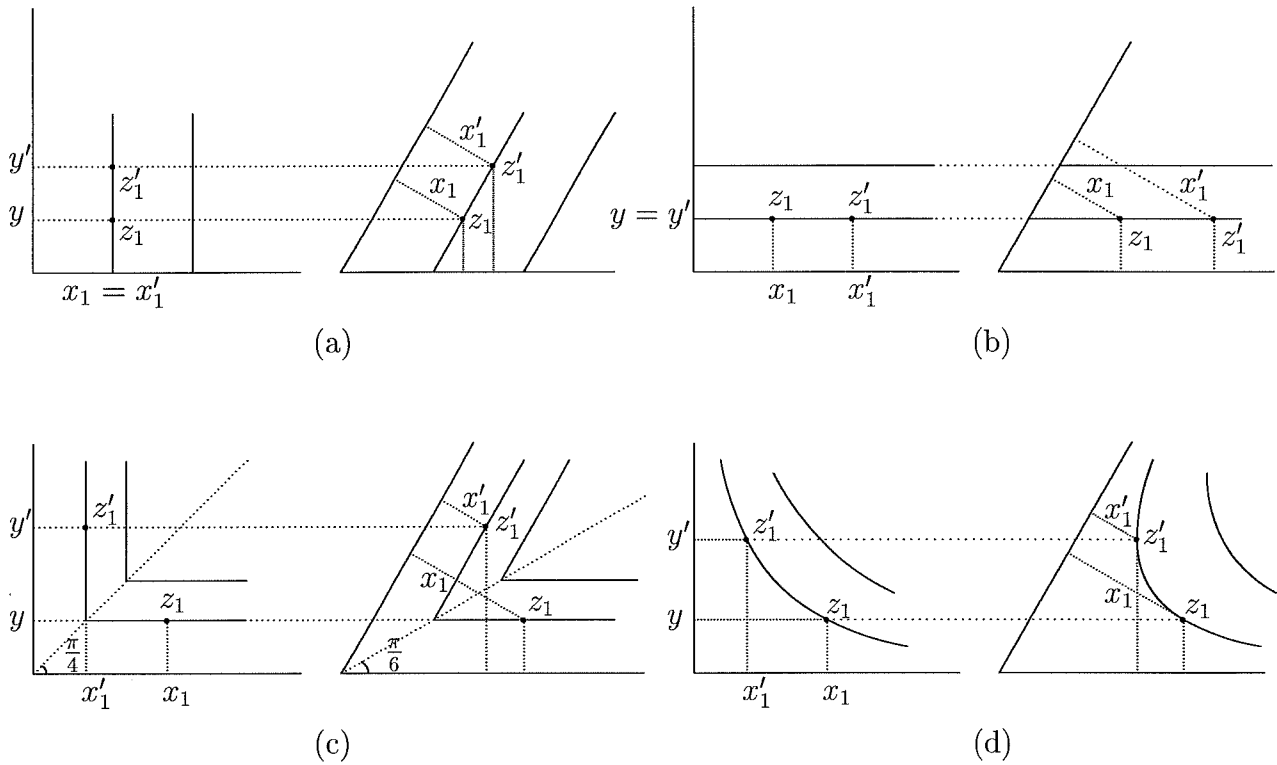 y′
z′₁
x′₁
z′₁
y
z₁
x₁
z₁
x₁ = x′₁
(a)
y = y′
z₁
z′₁
x₁
x′₁
z₁
z′₁
x₁
x′₁
(b)
y′
z′₁
x′₁
z′₁
y
z₁
x₁
z₁
π/4
π/6
x′₁
x₁
(c)
y′
z′₁
x′₁
z′₁
y
z₁
x₁
z₁
x′₁
x₁
(d)